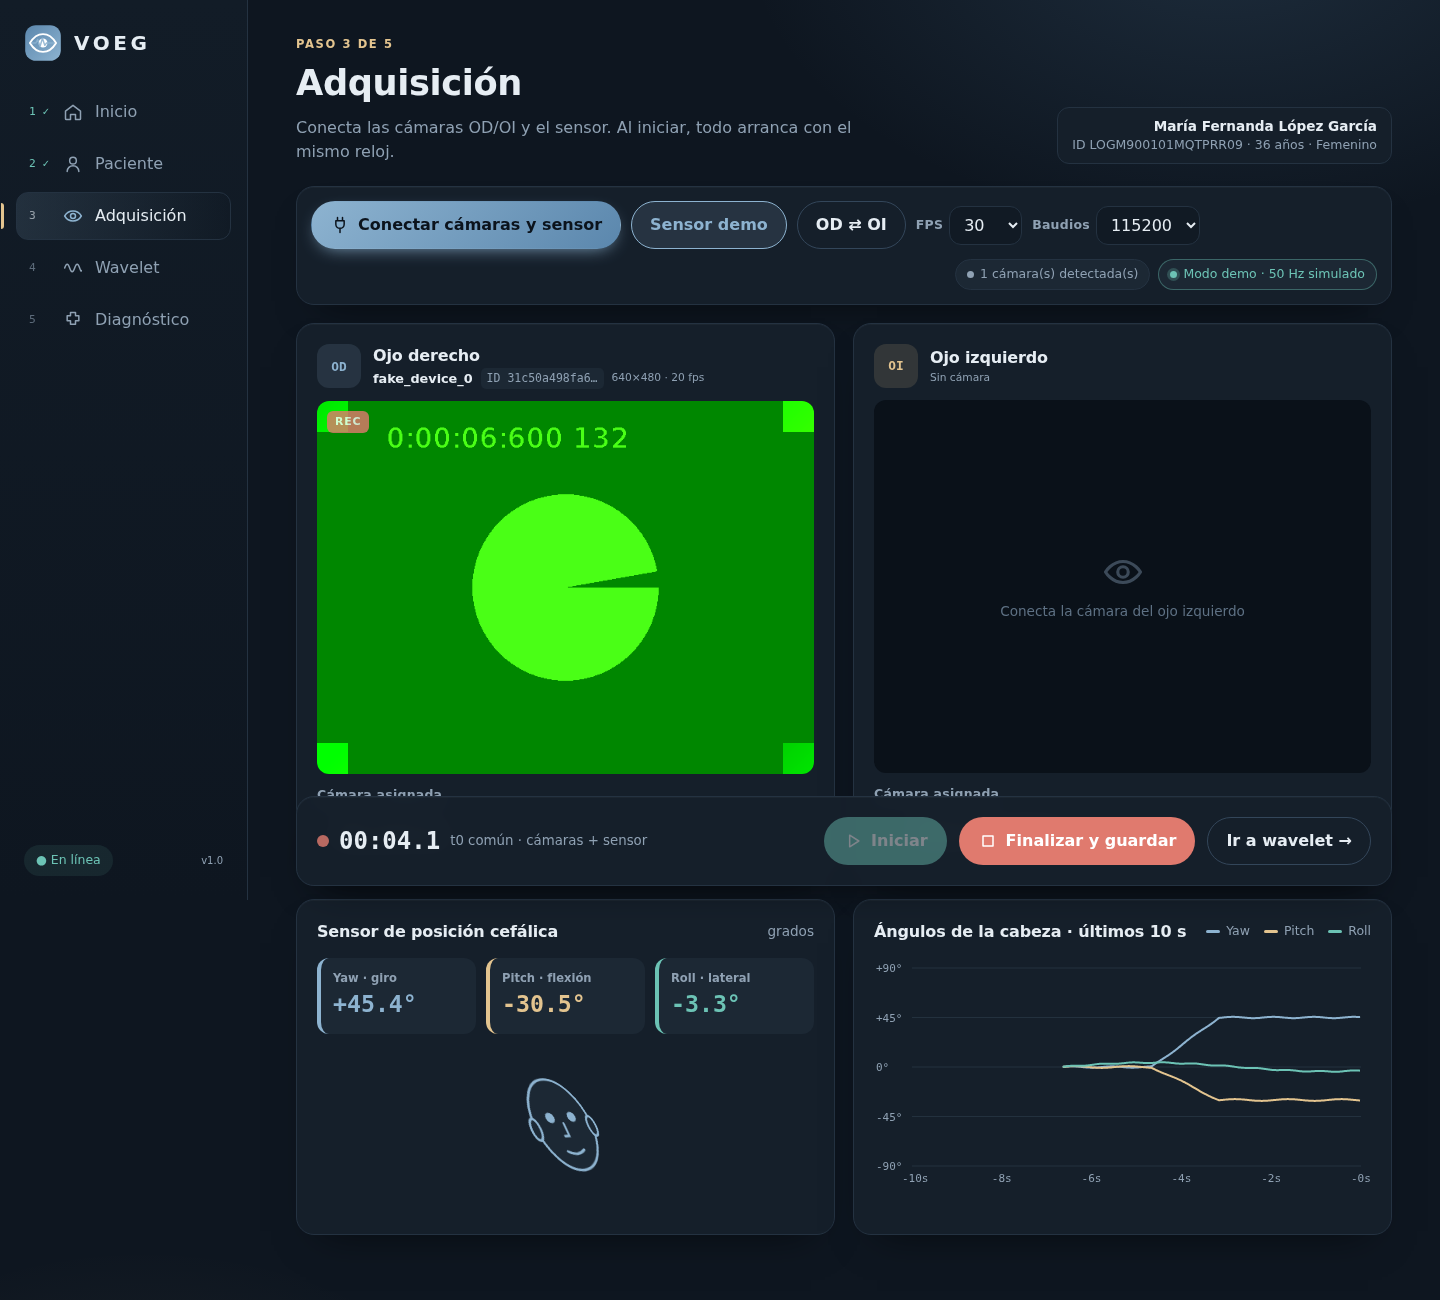 VOEG
1 ✓ Inicio
2 ✓ Paciente
3 Adquisición
4 Wavelet
5 Diagnóstico
● En línea
v1.0
PASO 3 DE 5
Adquisición
Conecta las cámaras OD/OI y el sensor. Al iniciar, todo arranca con el
mismo reloj.
María Fernanda López García
ID LOGM900101MQTPRR09 · 36 años · Femenino
Conectar cámaras y sensor
Sensor demo
OD ⇄ OI
FPS 30
Baudios 115200
1 cámara(s) detectada(s)
Modo demo · 50 Hz simulado
OD
Ojo derecho
fake_device_0 ID 31c50a498fa6… 640×480 · 20 fps
REC
0:00:06:600 132
Cámara asignada
OI
Ojo izquierdo
Sin cámara
Conecta la cámara del ojo izquierdo
Cámara asignada
00:04.1 t0 común · cámaras + sensor
Iniciar
Finalizar y guardar
Ir a wavelet →
Sensor de posición cefálica
grados
Yaw · giro
+45.4°
Pitch · flexión
-30.5°
Roll · lateral
-3.3°
Ángulos de la cabeza · últimos 10 s
Yaw Pitch Roll
+90°
+45°
0°
-45°
-90°
-10s -8s -6s -4s -2s -0s